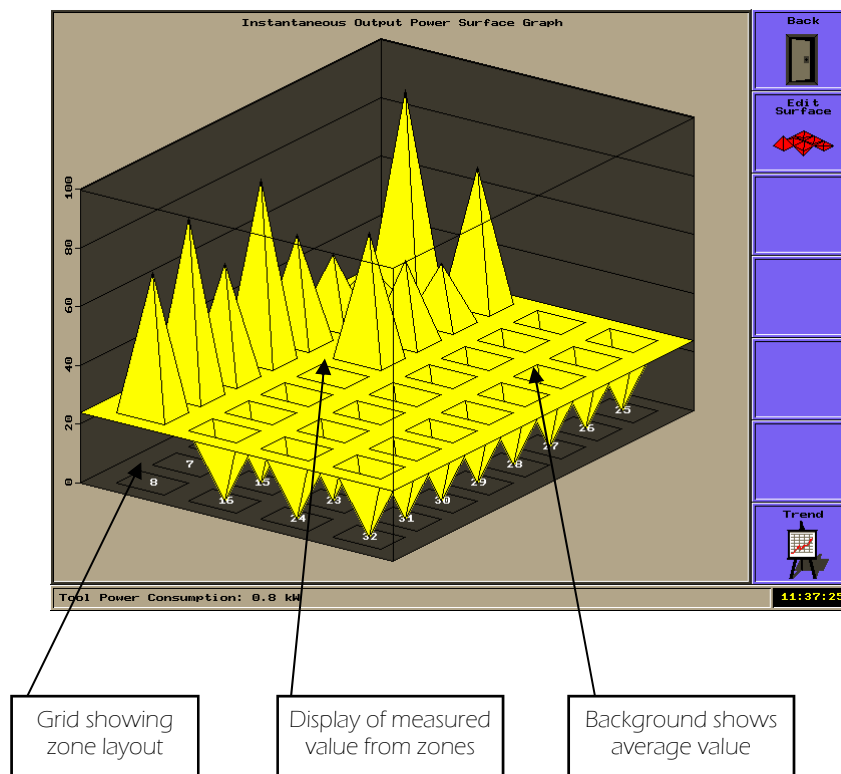 Instantaneous Output Power Surface Graph
Back
Edit
Surface
100
80
60
40
20
0
7
8
15
16
23
24
25
26
27
28
29
30
31
32
Trend
Tool Power Consumption: 0.8 kW
11:37:25
Grid showing
zone layout
Display of measured
value from zones
Background shows
average value